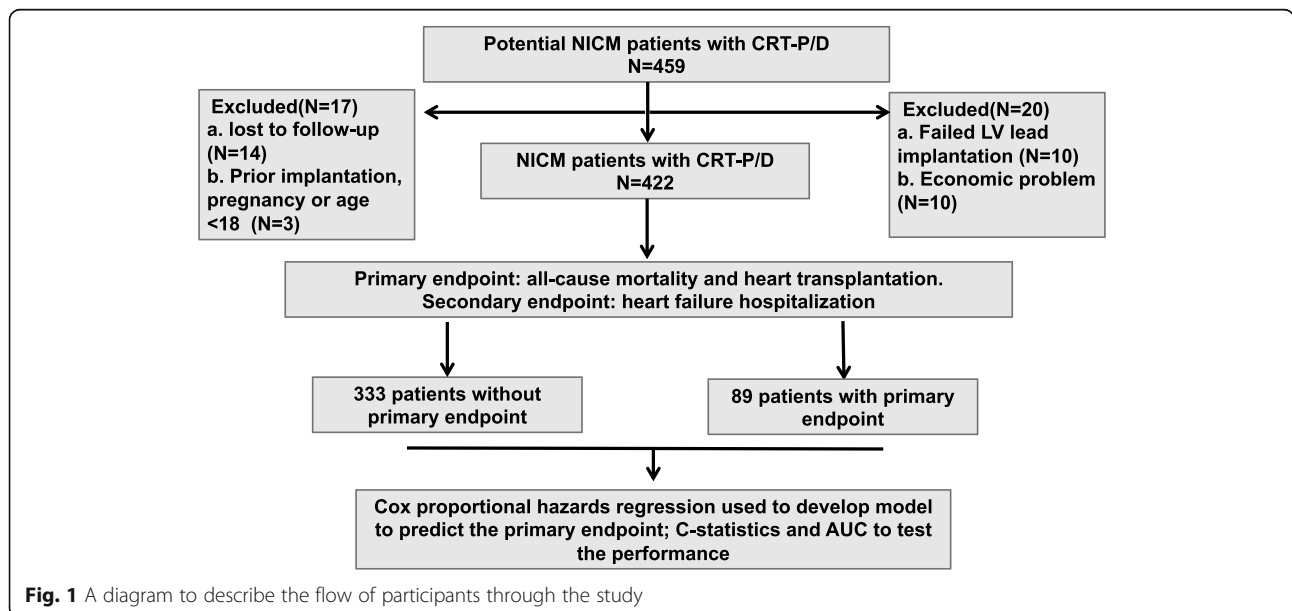 Potential NICM patients with CRT-P/D
N=459
Excluded(N=17)
a. lost to follow-up
(N=14)
b. Prior implantation,
pregnancy or age
<18 (N=3)
Excluded(N=20)
a. Failed LV lead
implantation (N=10)
b. Economic problem
(N=10)
NICM patients with CRT-P/D
N=422
Primary endpoint: all-cause mortality and heart transplantation.
Secondary endpoint: heart failure hospitalization
333 patients without
primary endpoint
89 patients with primary
endpoint
Cox proportional hazards regression used to develop model
to predict the primary endpoint; C-statistics and AUC to test
the performance
Fig. 1 A diagram to describe the flow of participants through the study